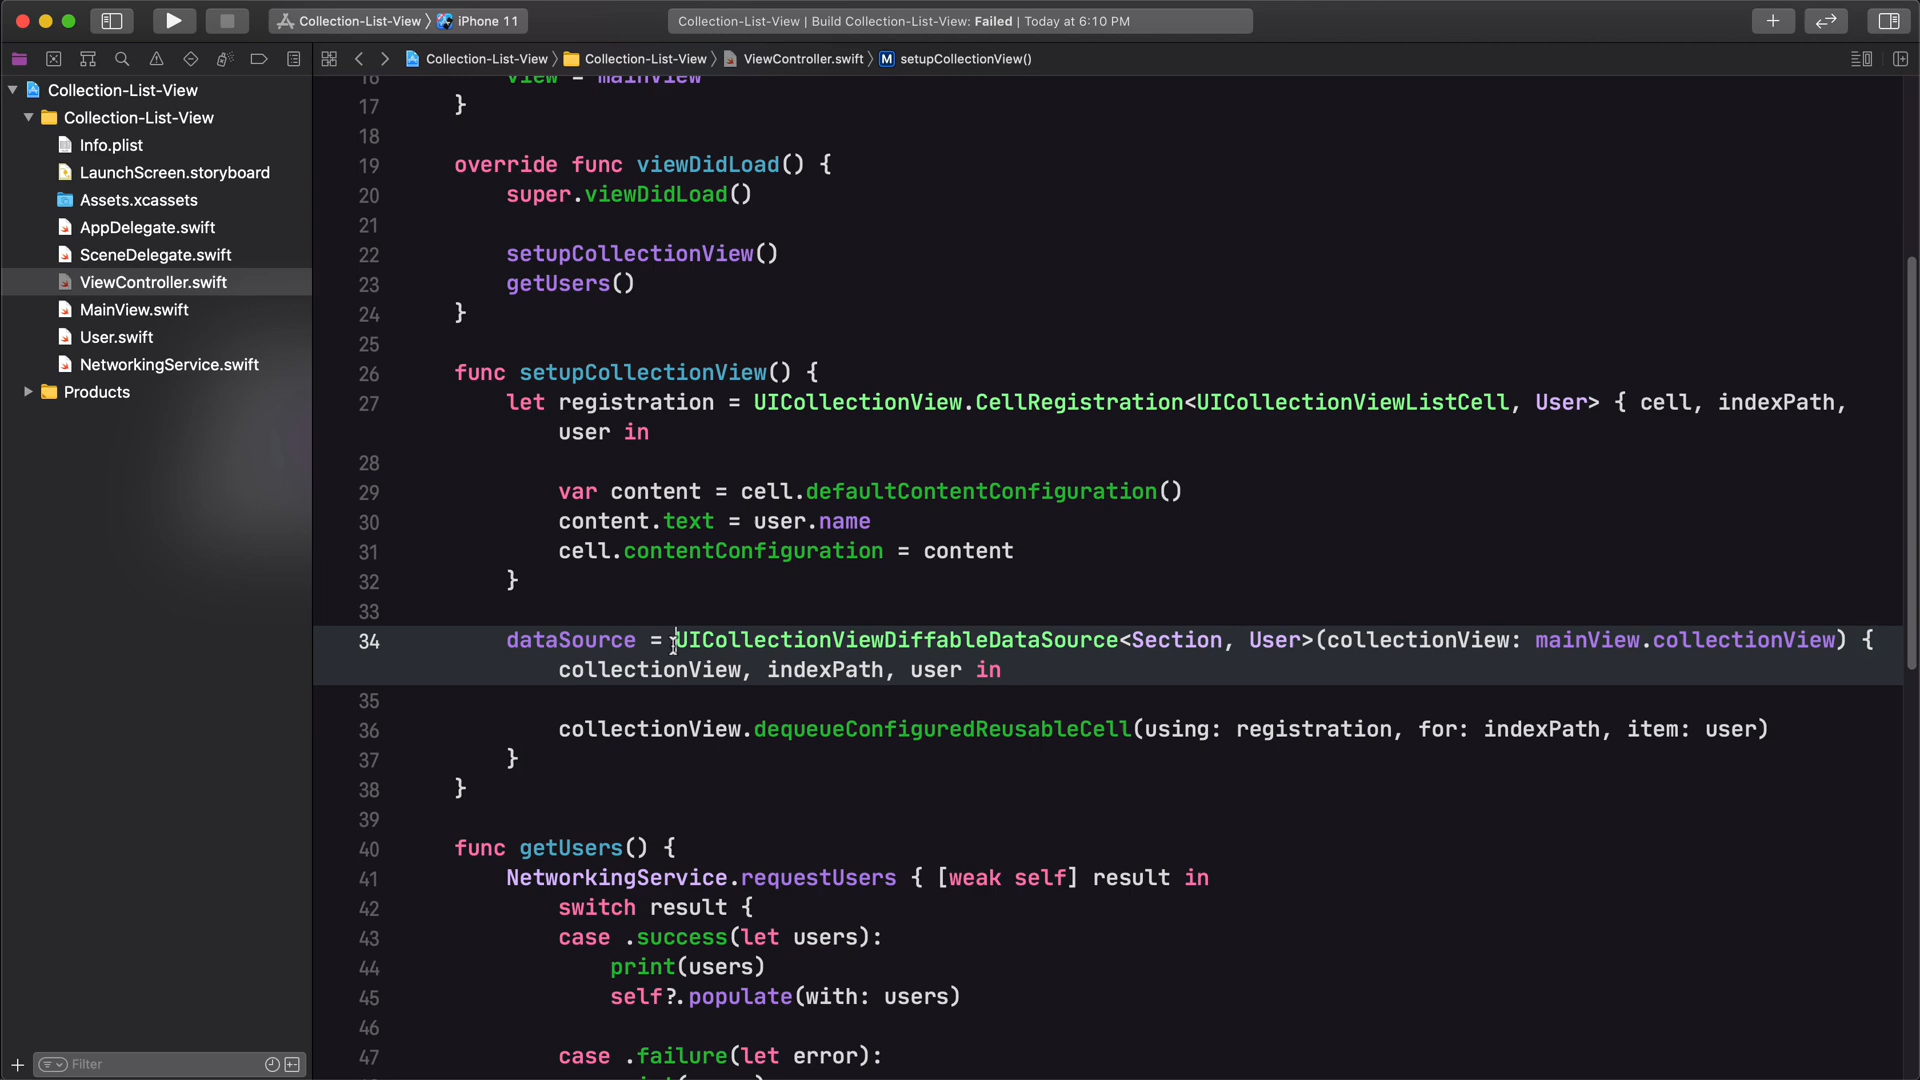 Collection-List-View
iPhone 11
Collection-List-View | Build Collection-List-View: Failed | Today at 6:10 PM
Collection-List-View
Collection-List-View
ViewController.swift
M
setupCollectionView()
Collection-List-View
Collection-List-View
Info.plist
LaunchScreen.storyboard
Assets.xcassets
AppDelegate.swift
SceneDelegate.swift
ViewController.swift
MainView.swift
User.swift
NetworkingService.swift
Products
Filter
16 view = mainView
17 }
18
19 override func viewDidLoad() {
20 super.viewDidLoad()
21
22 setupCollectionView()
23 getUsers()
24 }
25
26 func setupCollectionView() {
27 let registration = UICollectionView.CellRegistration<UICollectionViewListCell, User> { cell, indexPath,
user in
28
29 var content = cell.defaultContentConfiguration()
30 content.text = user.name
31 cell.contentConfiguration = content
32 }
33
34 dataSource = UICollectionViewDiffableDataSource<Section, User>(collectionView: mainView.collectionView) {
collectionView, indexPath, user in
35
36 collectionView.dequeueConfiguredReusableCell(using: registration, for: indexPath, item: user)
37 }
38 }
39
40 func getUsers() {
41 NetworkingService.requestUsers { [weak self] result in
42 switch result {
43 case .success(let users):
44 print(users)
45 self?.populate(with: users)
46
47 case .failure(let error):